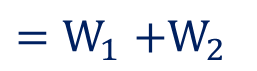 = W₁ +W₂